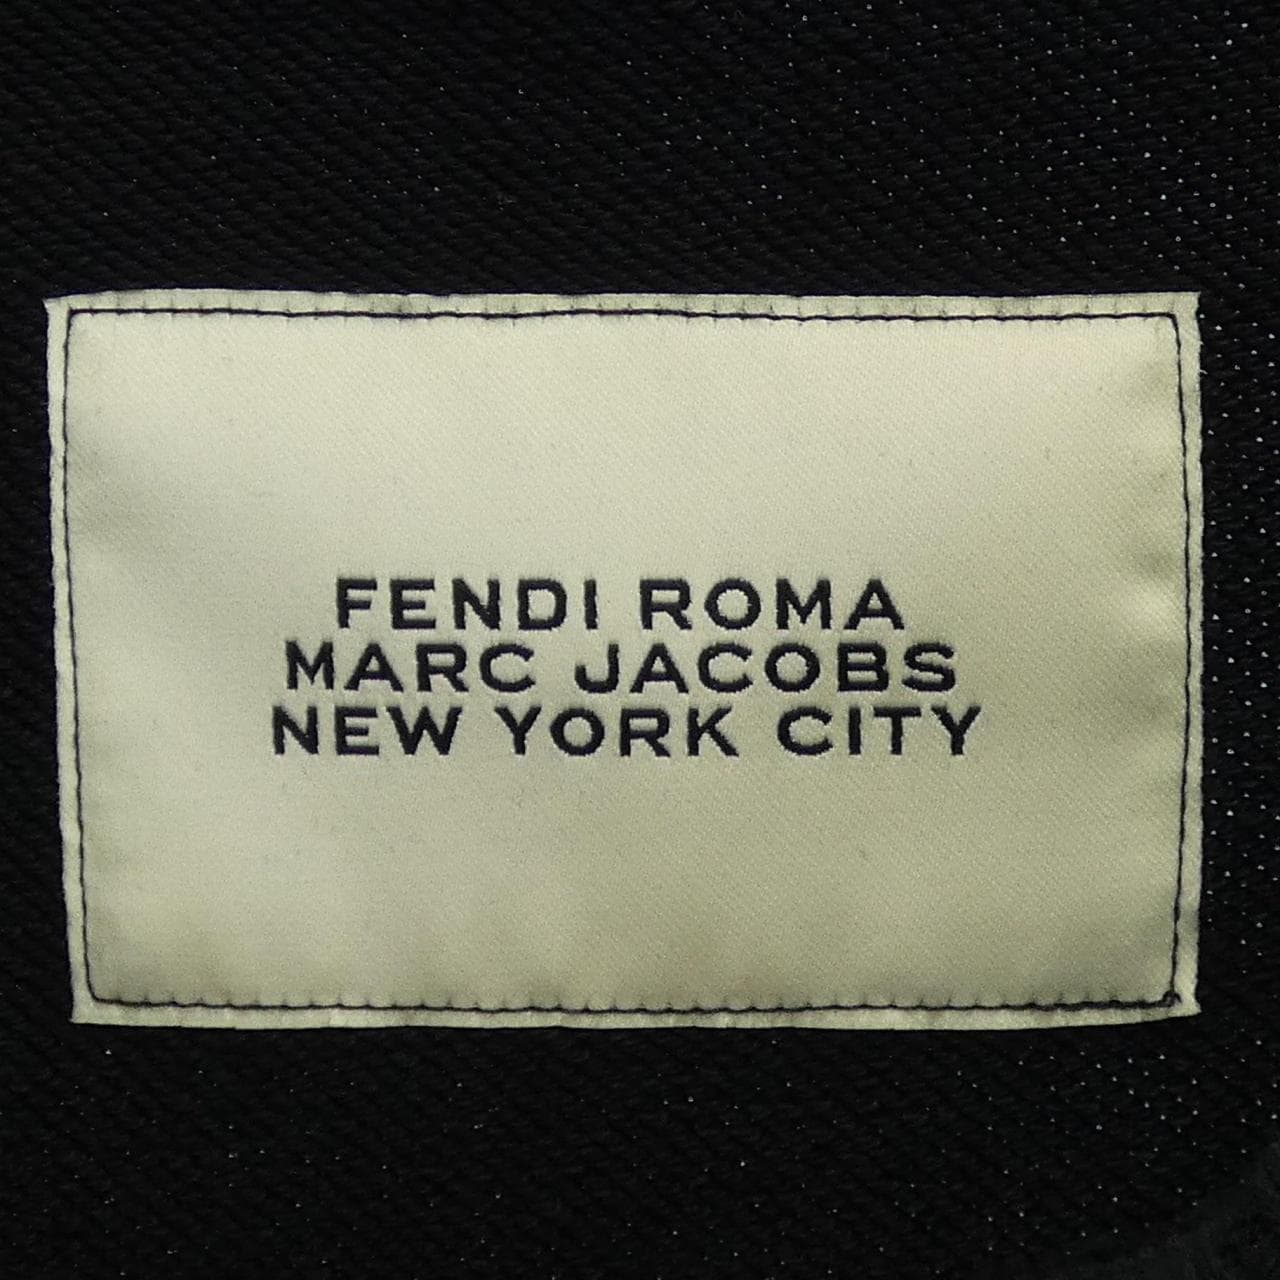 FENDI ROMA
MARC JACOBS
NEW YORK CITY